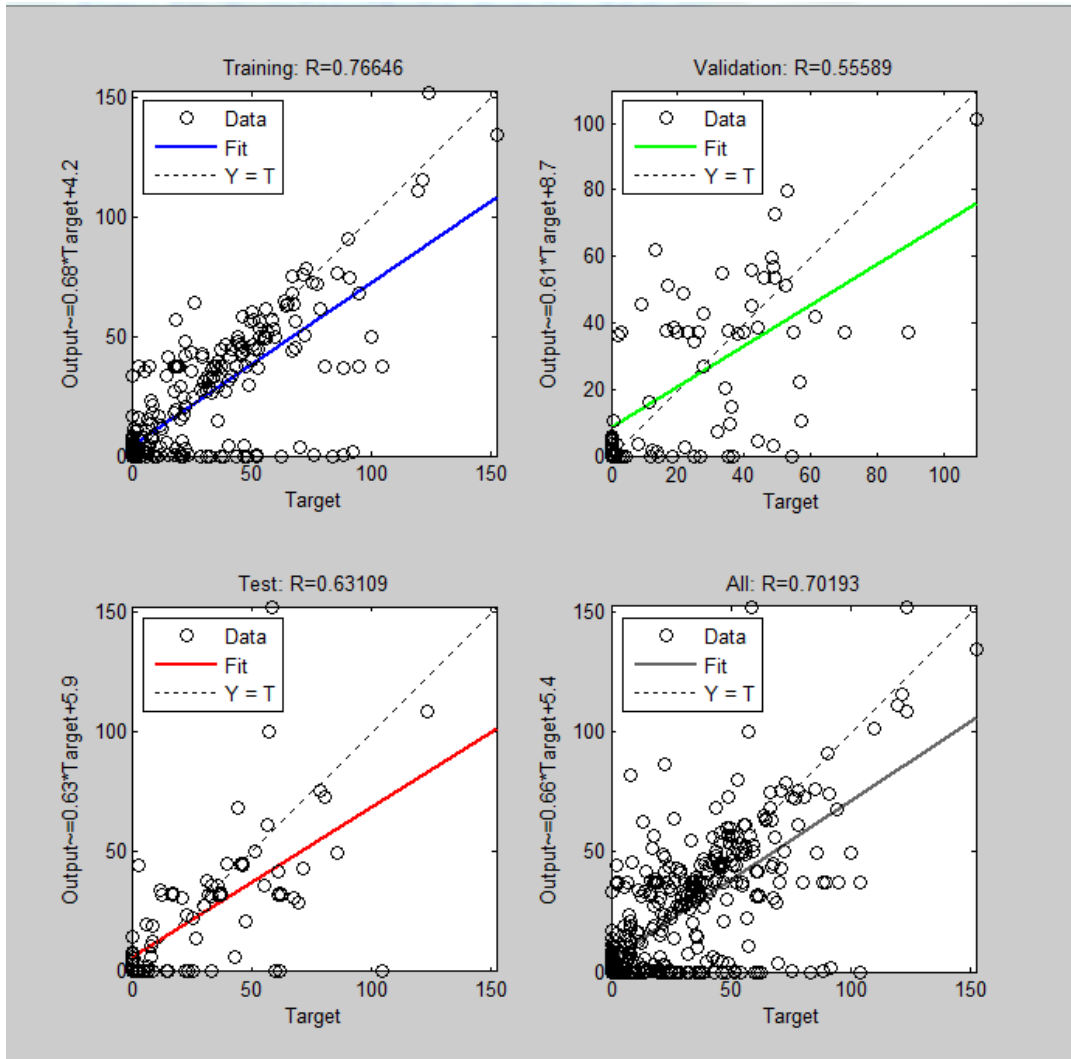 Training: R=0.76646
Output~=0.68*Target+4.2
150
100
50
0
Data
Fit
Y = T
0 50 100 150
Target
Validation: R=0.55589
Output~=0.61*Target+8.7
100
80
60
40
20
0
Data
Fit
Y = T
0 20 40 60 80 100
Target
Test: R=0.63109
Output~=0.63*Target+5.9
150
100
50
0
Data
Fit
Y = T
0 50 100 150
Target
All: R=0.70193
Output~=0.66*Target+5.4
150
100
50
0
Data
Fit
Y = T
0 50 100 150
Target